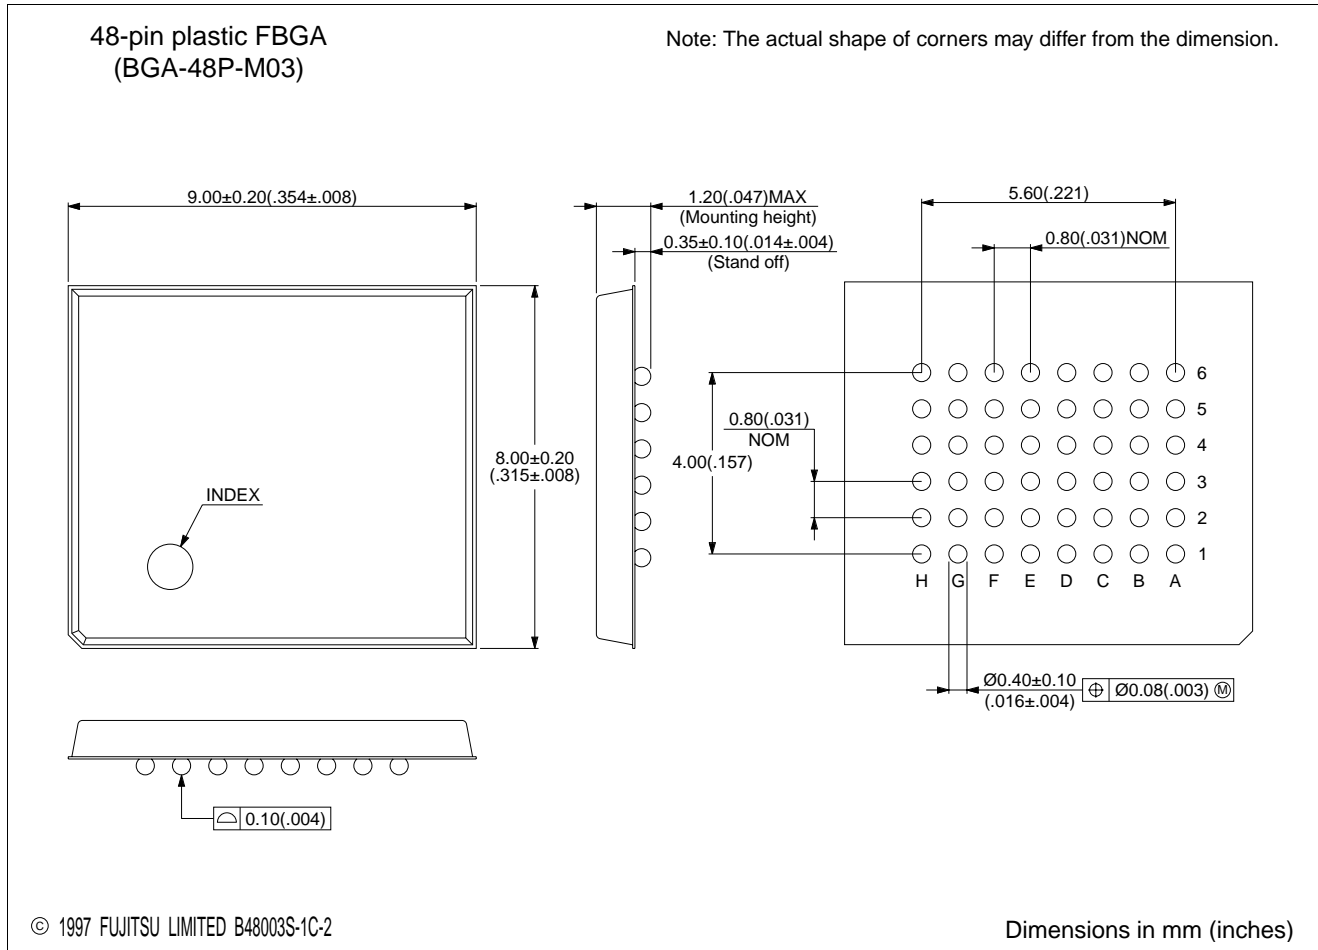 48-pin plastic FBGA
(BGA-48P-M03)
Note: The actual shape of corners may differ from the dimension.
9.00±0.20(.354±.008)
1.20(.047)MAX
(Mounting height)
0.35±0.10(.014±.004)
(Stand off)
5.60(.221)
0.80(.031)NOM
8.00±0.20
(.315±.008)
INDEX
0.80(.031)
NOM
4.00(.157)
6
5
4
3
2
1
H G F E D C B A
Ø0.40±0.10
(.016±.004)
⌖ Ø0.08(.003) Ⓜ
⌓ 0.10(.004)
© 1997 FUJITSU LIMITED B48003S-1C-2
Dimensions in mm (inches)